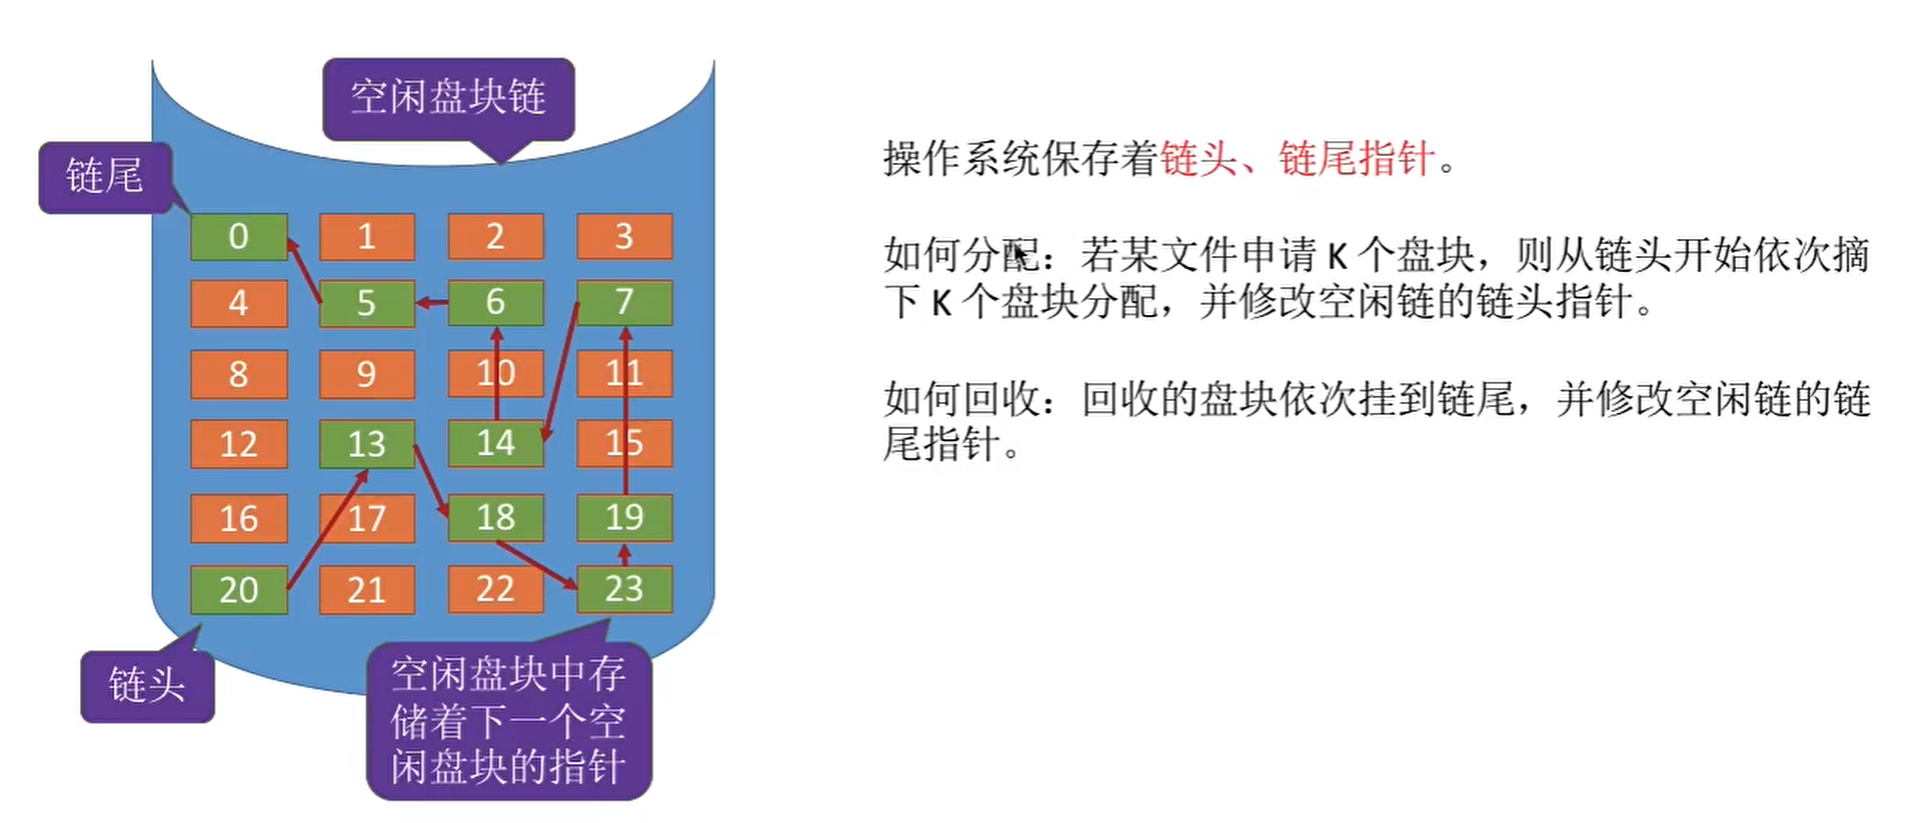 空闲盘块链
链尾
0 1 2 3
4 5 6 7
8 9 10 11
12 13 14 15
16 17 18 19
20 21 22 23
链头
空闲盘块中存
储着下一个空
闲盘块的指针
操作系统保存着链头、链尾指针。
如何分配：若某文件申请 K 个盘块，则从链头开始依次摘
下 K 个盘块分配，并修改空闲链的链头指针。
如何回收：回收的盘块依次挂到链尾，并修改空闲链的链
尾指针。